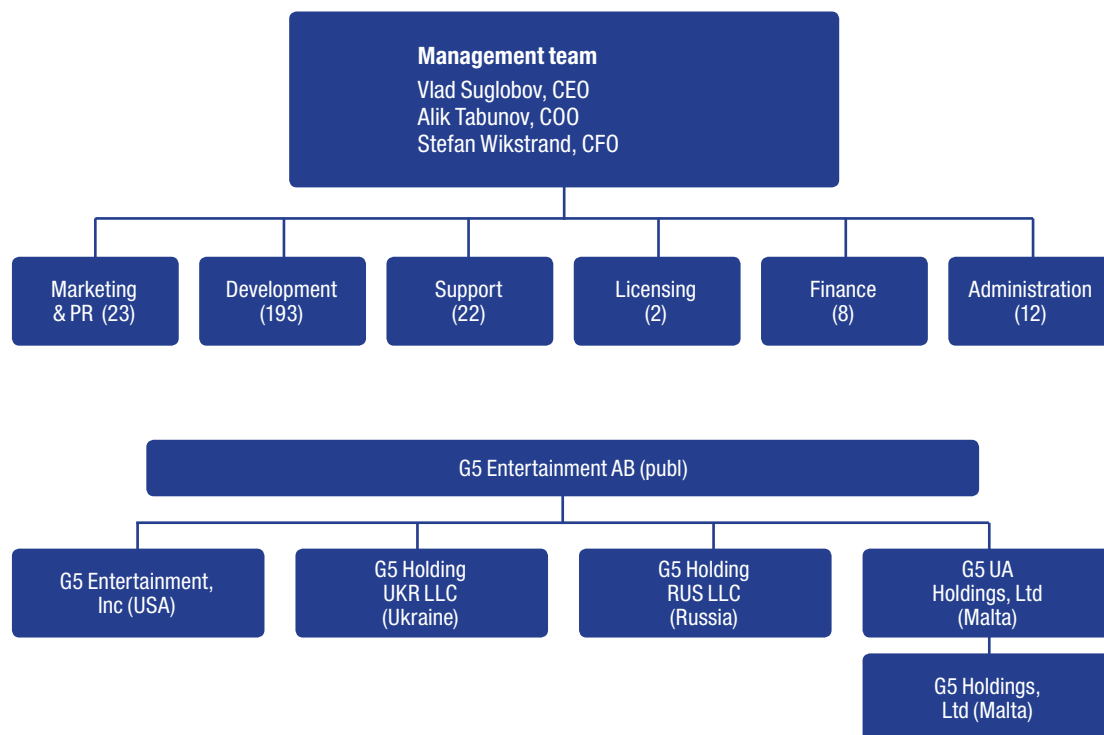 Management team
Vlad Suglobov, CEO
Alik Tabunov, COO
Stefan Wikstrand, CFO
Marketing
& PR (23)
Development
(193)
Support
(22)
Licensing
(2)
Finance
(8)
Administration
(12)
G5 Entertainment AB (publ)
G5 Entertainment,
Inc (USA)
G5 Holding
UKR LLC
(Ukraine)
G5 Holding
RUS LLC
(Russia)
G5 UA
Holdings, Ltd
(Malta)
G5 Holdings,
Ltd (Malta)